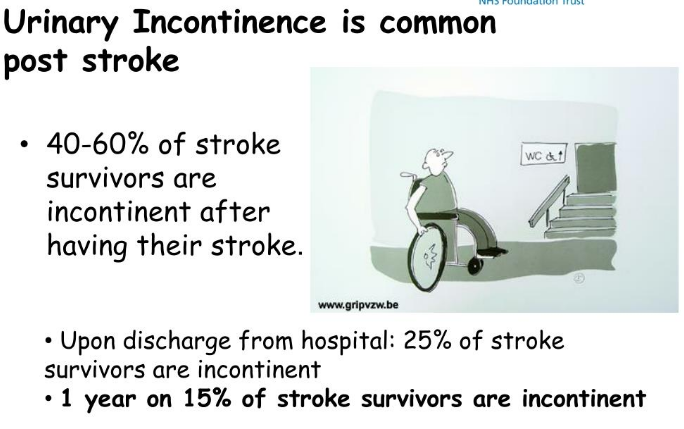 NHS Foundation Trust
Urinary Incontinence is common
post stroke
• 40-60% of stroke
survivors are
incontinent after
having their stroke.
WC
www.gripvzw.be
• Upon discharge from hospital: 25% of stroke
survivors are incontinent
• 1 year on 15% of stroke survivors are incontinent